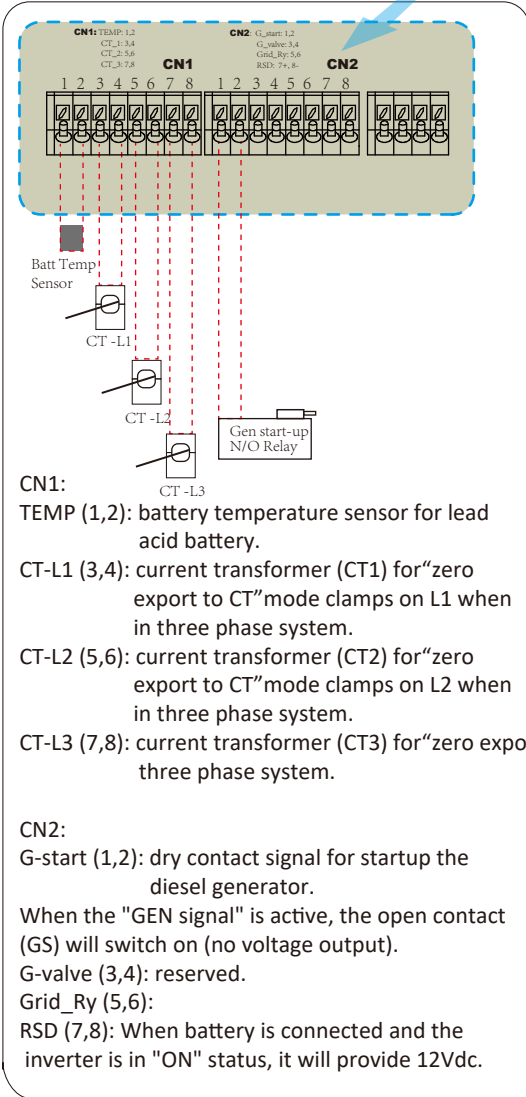 CN1: TEMP: 1,2
CT_1: 3,4
CT_2: 5,6
CT_3: 7,8
CN1
CN2: G_start: 1,2
G_valve: 3,4
Grid_Ry: 5,6
RSD: 7+, 8-
CN2
1 2 3 4 5 6 7 8
1 2 3 4 5 6 7 8
Batt Temp
Sensor
CT -L1
CT -L2
CT -L3
Gen start-up
N/O Relay
CN1:
TEMP (1,2): battery temperature sensor for lead
acid battery.
CT-L1 (3,4): current transformer (CT1) for“zero
export to CT”mode clamps on L1 when
in three phase system.
CT-L2 (5,6): current transformer (CT2) for“zero
export to CT”mode clamps on L2 when
in three phase system.
CT-L3 (7,8): current transformer (CT3) for“zero expo
three phase system.
CN2:
G-start (1,2): dry contact signal for startup the
diesel generator.
When the "GEN signal" is active, the open contact
(GS) will switch on (no voltage output).
G-valve (3,4): reserved.
Grid_Ry (5,6):
RSD (7,8): When battery is connected and the
inverter is in "ON" status, it will provide 12Vdc.